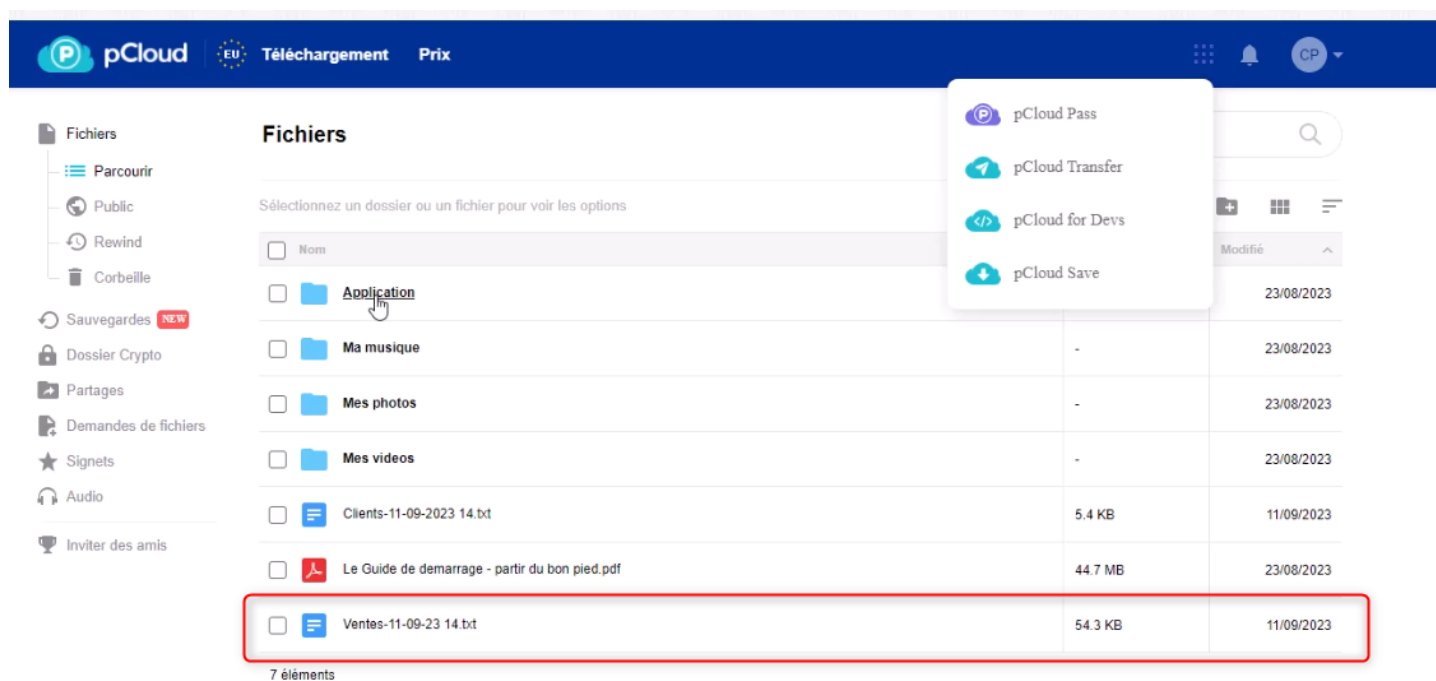 pCloud EU Téléchargement Prix CP
pCloud Pass
pCloud Transfer
pCloud for Devs
pCloud Save
Fichiers
Parcourir
Public
Rewind
Corbeille
Sauvegardes NEW
Dossier Crypto
Partages
Demandes de fichiers
Signets
Audio
Inviter des amis
Fichiers
Sélectionnez un dossier ou un fichier pour voir les options
Nom Modifié
Application 23/08/2023
Ma musique - 23/08/2023
Mes photos - 23/08/2023
Mes videos - 23/08/2023
Clients-11-09-2023 14.txt 5.4 KB 11/09/2023
Le Guide de demarrage - partir du bon pied.pdf 44.7 MB 23/08/2023
Ventes-11-09-23 14.txt 54.3 KB 11/09/2023
7 éléments